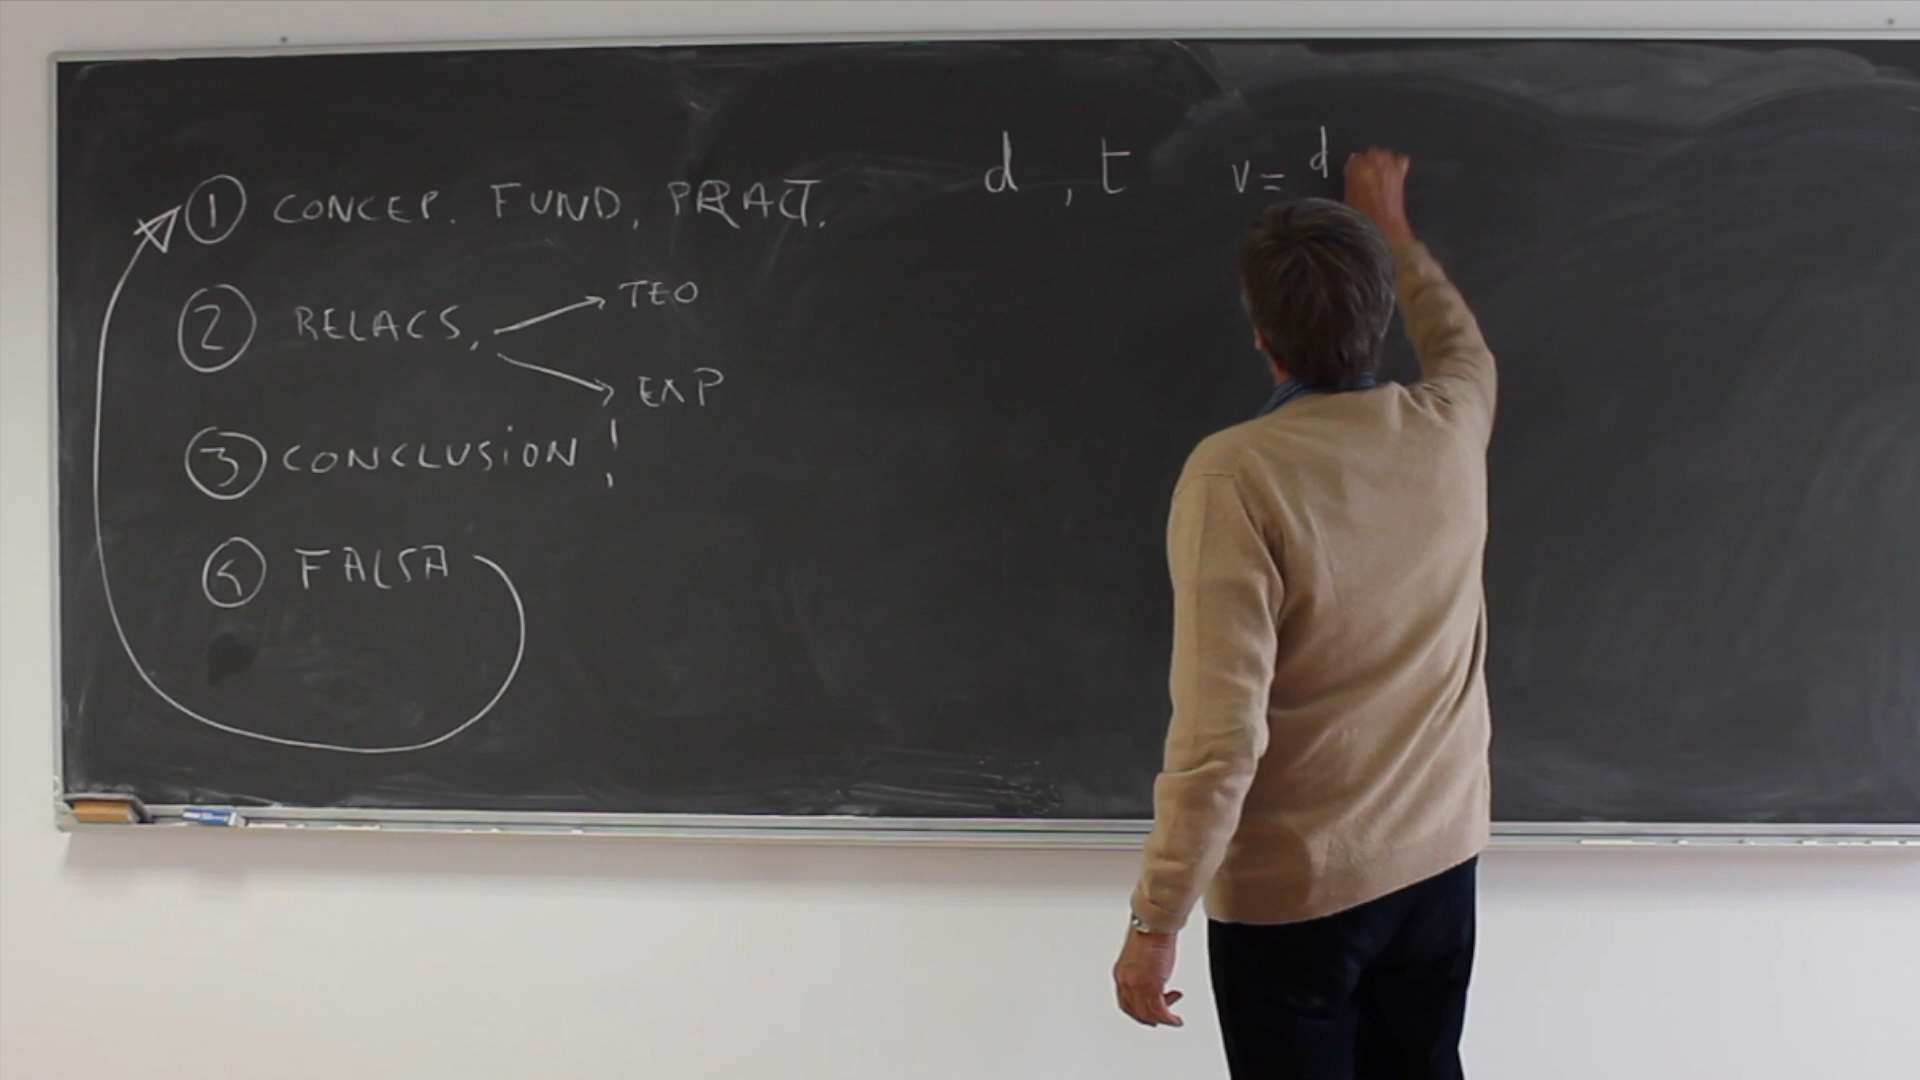 1 CONCEP. FUND, PRACT.
2 RELACS,
TEO
EXP
3 CONCLUSION!
4 FALSA
d, t v= d